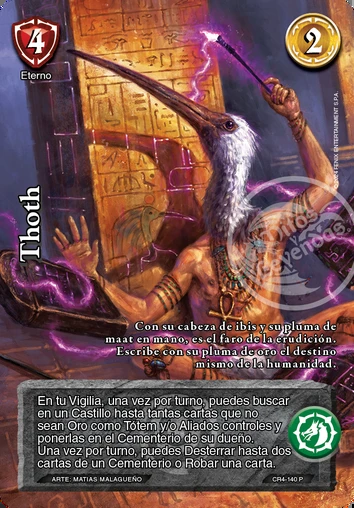 4
2
Eterno
FENIX ENTERTAINMENT S.P.A.
Thoth
Mitos y Leyendas
Con su cabeza de ibis y su pluma de
maat en mano, es el faro de la erudición.
Escribe con su pluma de oro el destino
mismo de la humanidad.
En tu Vigilia, una vez por turno, puedes buscar
en un Castillo hasta tantas cartas que no
sean Oro como Tótem y/o Aliados controles y
ponerlas en el Cementerio de su dueño.
Una vez por turno, puedes Desterrar hasta dos
cartas de un Cementerio o Robar una carta.
ARTE: MATIAS MALAGUEÑO
CR4-140 P